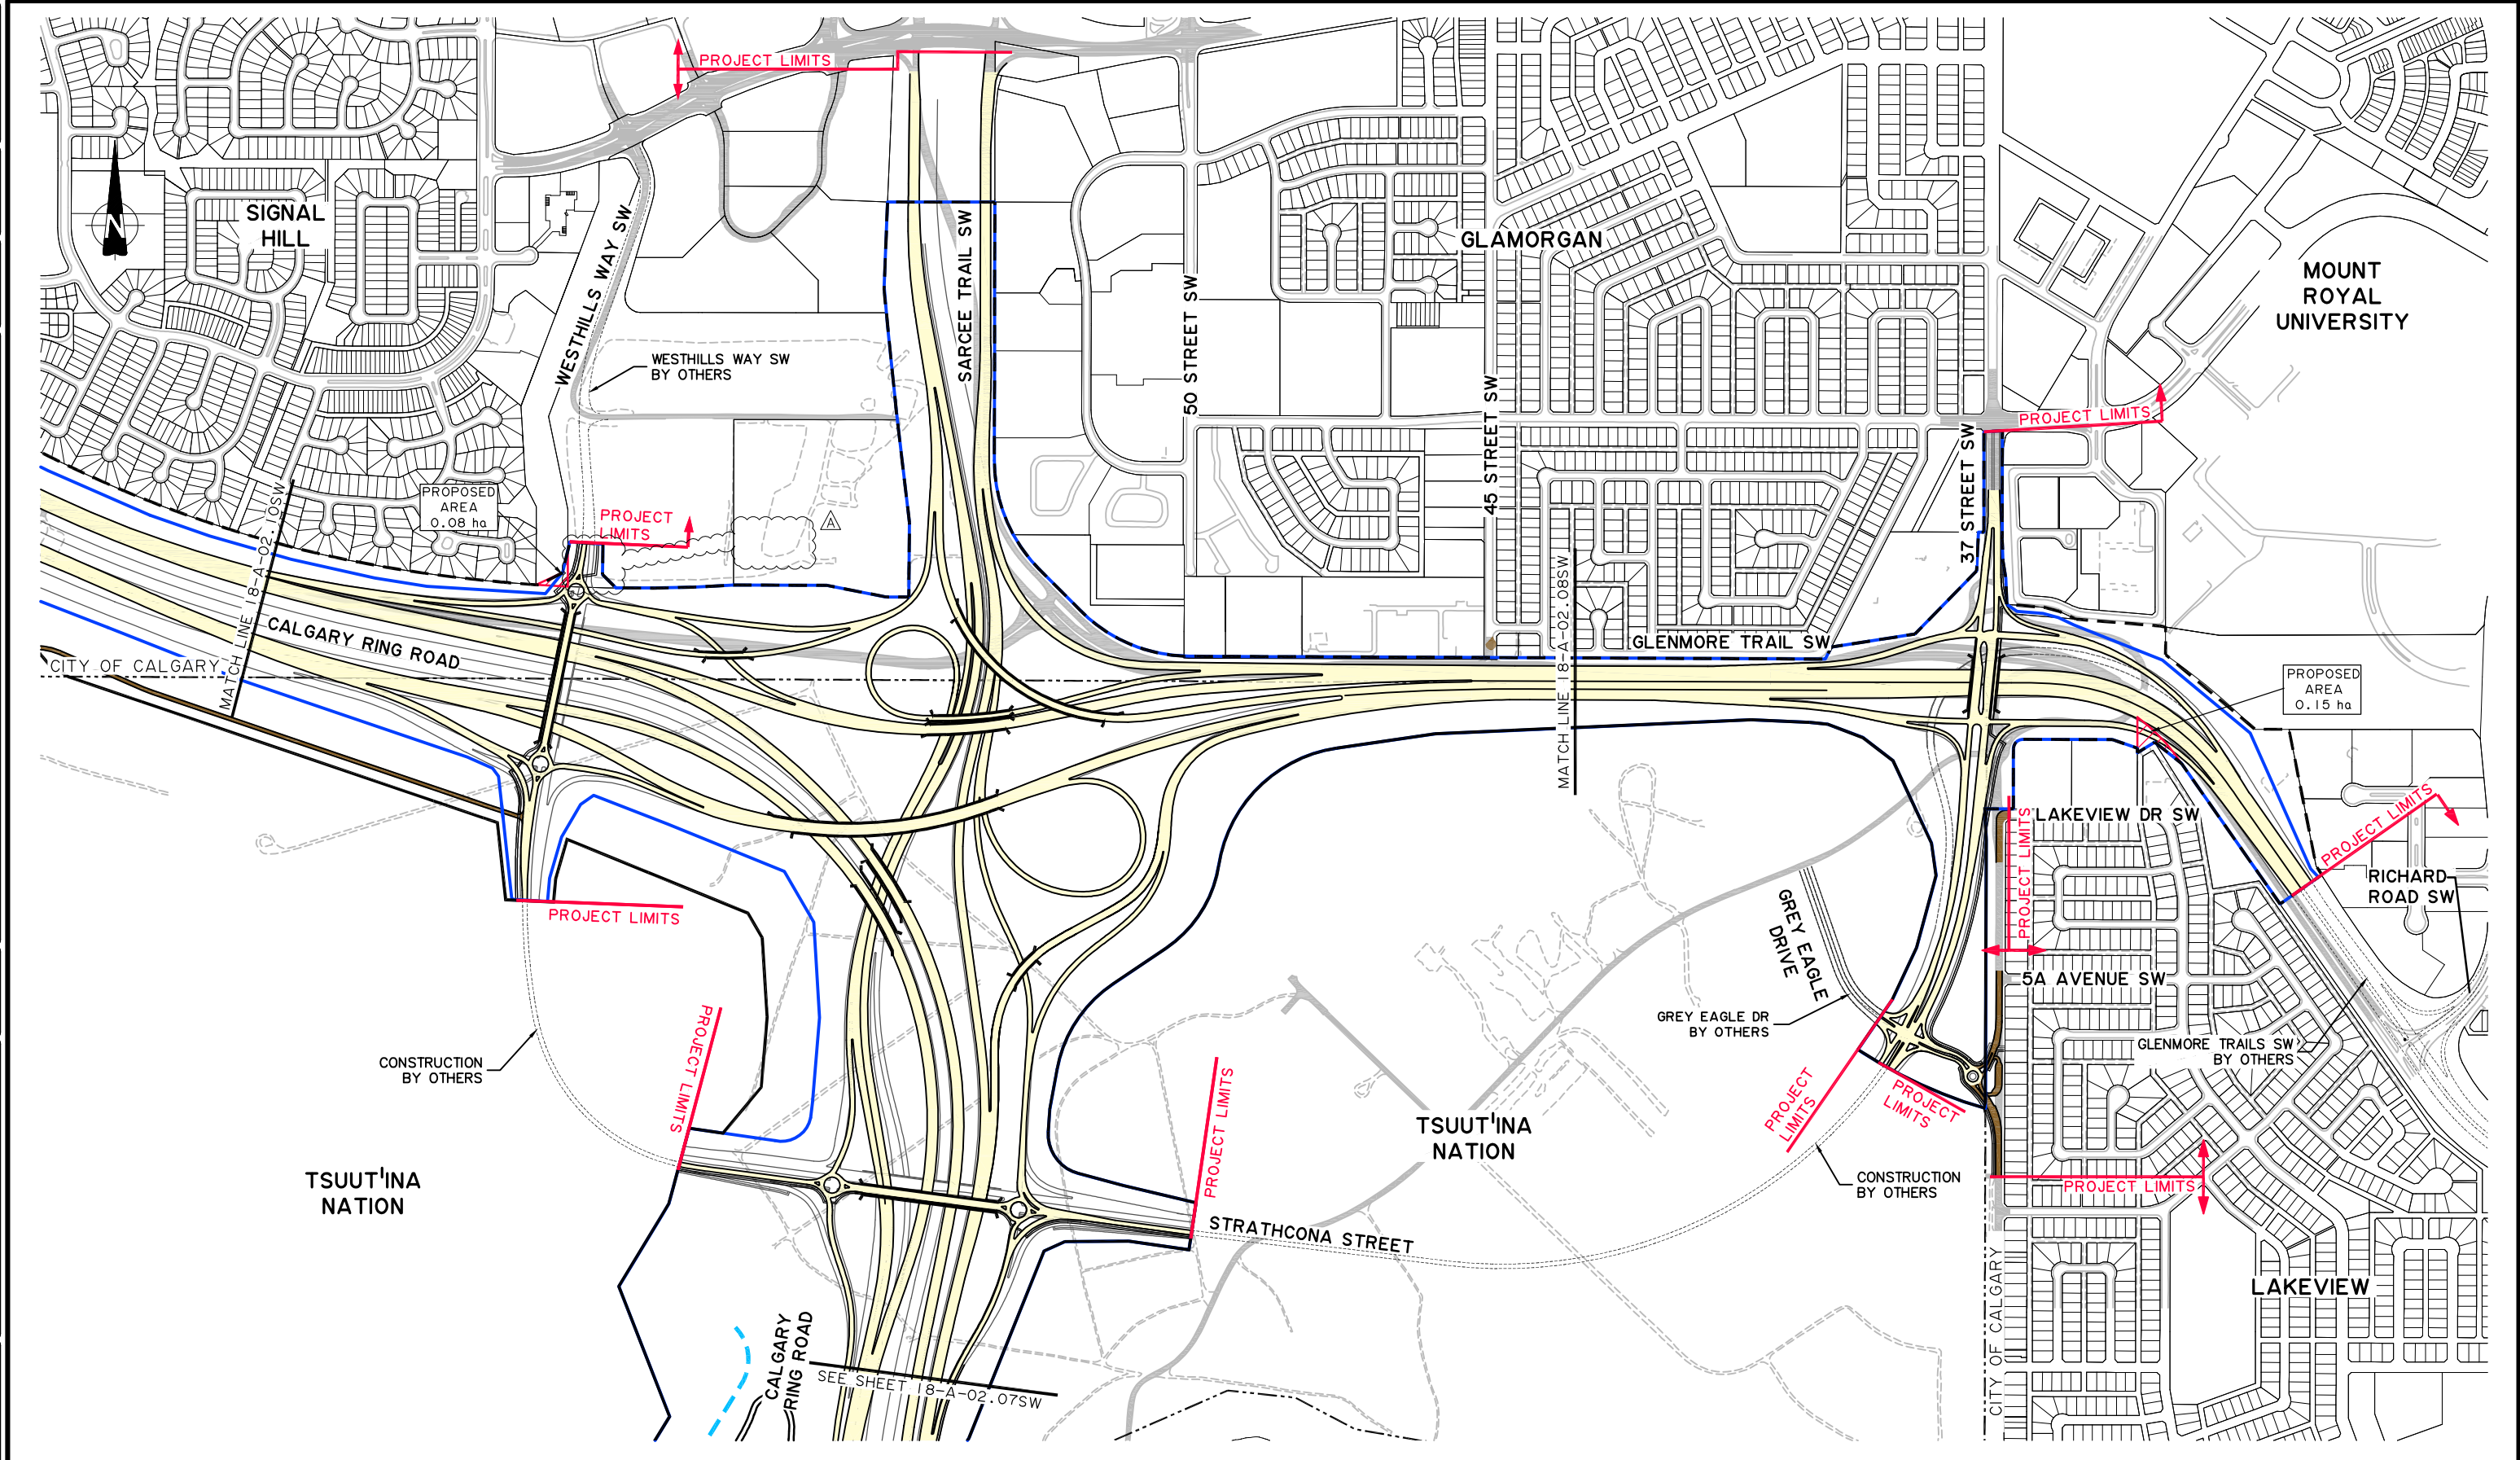 PROJECT LIMITS
SIGNAL
HILL
N
WESTHILLS WAY SW
SARCEE TRAIL SW
WESTHILLS WAY SW
BY OTHERS
50 STREET SW
GLAMORGAN
45 STREET SW
MOUNT
ROYAL
UNIVERSITY
PROJECT LIMITS
37 STREET SW
PROPOSED
AREA
0.08 ha
PROJECT
LIMITS
A
MATCH LINE 18-A-02.10SW
CALGARY RING ROAD
CITY OF CALGARY
MATCH LINE 18-A-02.08SW
GLENMORE TRAIL SW
PROPOSED
AREA
0.15 ha
PROJECT LIMITS
LAKEVIEW DR SW
PROJECT LIMITS
RICHARD
ROAD SW
PROJECT LIMITS
GREY EAGLE
DRIVE
5A AVENUE SW
GREY EAGLE DR
BY OTHERS
GLENMORE TRAILS SW
BY OTHERS
CONSTRUCTION
BY OTHERS
PROJECT LIMITS
PROJECT LIMITS
PROJECT
LIMITS
PROJECT
LIMITS
TSUUT'INA
NATION
TSUUT'INA
NATION
CONSTRUCTION
BY OTHERS
PROJECT LIMITS
STRATHCONA STREET
LAKEVIEW
CITY OF CALGARY
CALGARY
RING ROAD
SEE SHEET 18-A-02.07SW